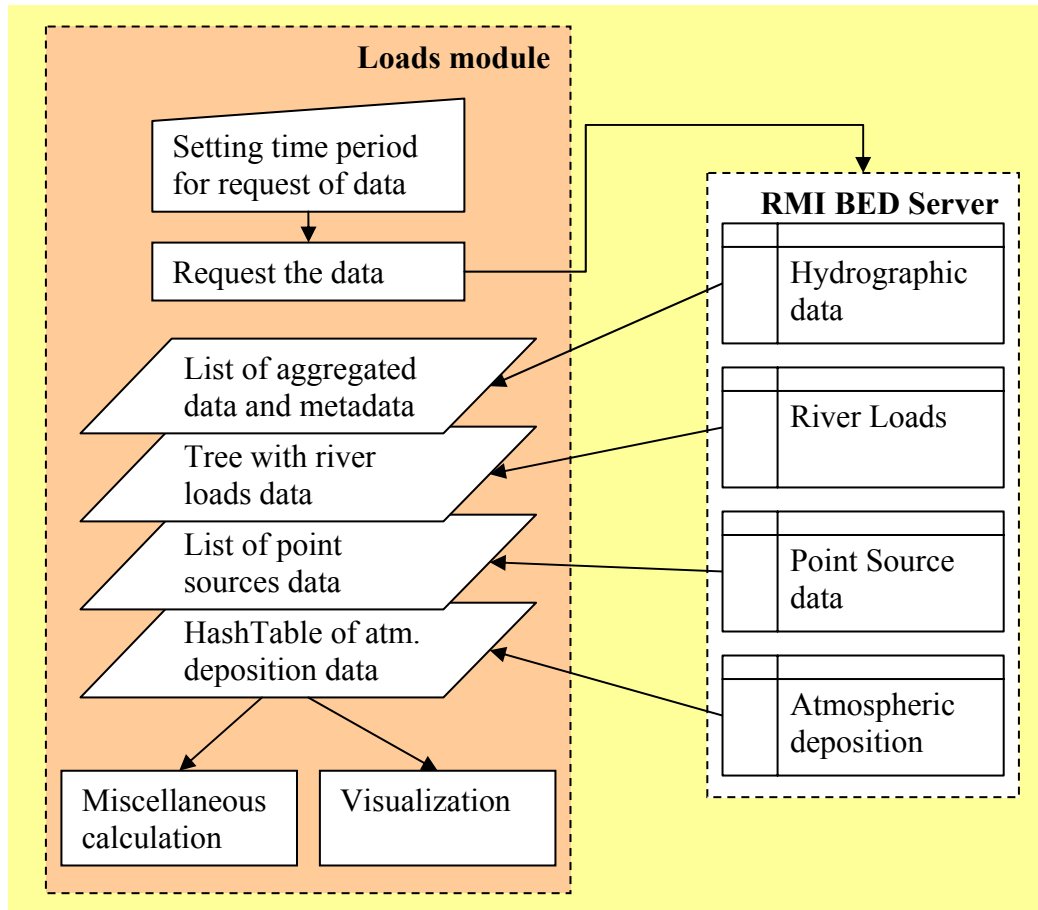 Loads module
Setting time period
for request of data
Request the data
List of aggregated
data and metadata
Tree with river
loads data
List of point
sources data
HashTable of atm.
deposition data
Miscellaneous
calculation
Visualization
RMI BED Server
Hydrographic
data
River Loads
Point Source
data
Atmospheric
deposition